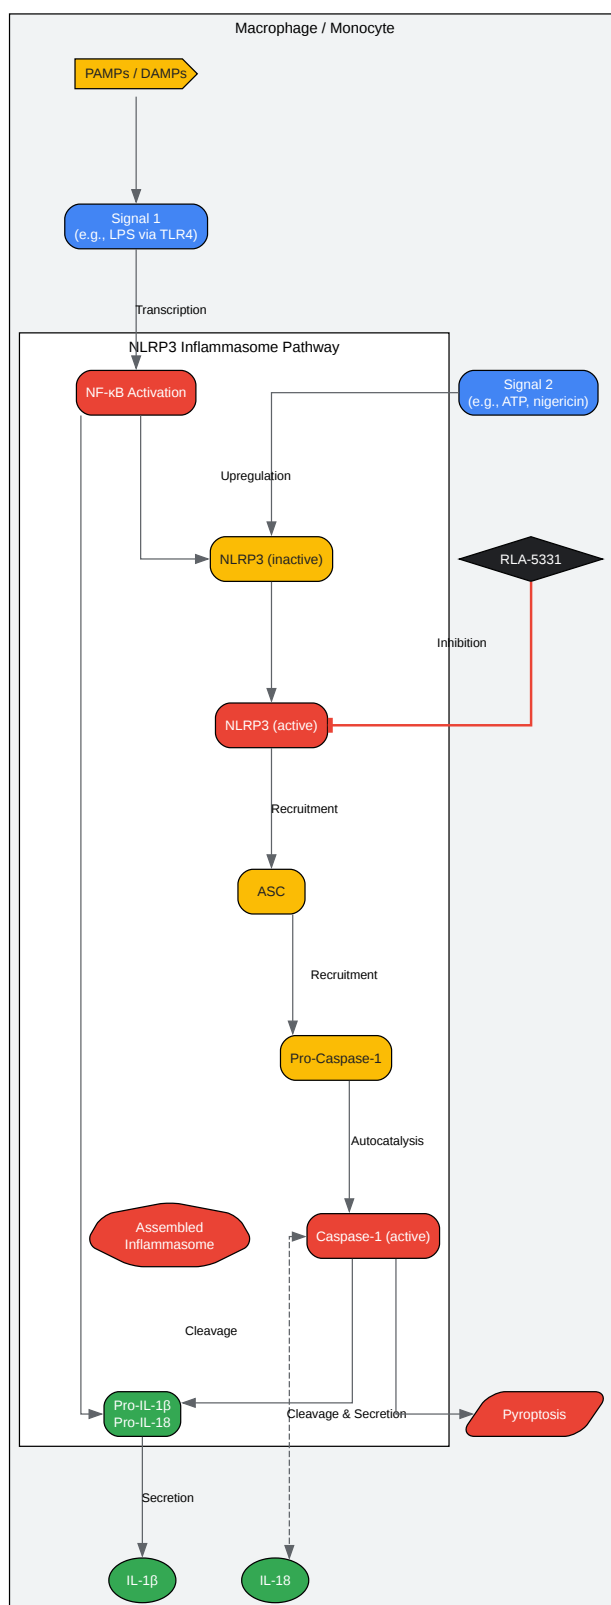 Macrophage / Monocyte
PAMPs / DAMPs
Signal 1
(e.g., LPS via TLR4)
Transcription
NLRP3 Inflammasome Pathway
NF-κB Activation
Signal 2
(e.g., ATP, nigericin)
Upregulation
NLRP3 (inactive)
RLA-5331
Inhibition
NLRP3 (active)
Recruitment
ASC
Recruitment
Pro-Caspase-1
Autocatalysis
Assembled
Inflammasome
Caspase-1 (active)
Cleavage
Pro-IL-1β
Pro-IL-18
Cleavage & Secretion
Pyroptosis
Secretion
IL-1β
IL-18